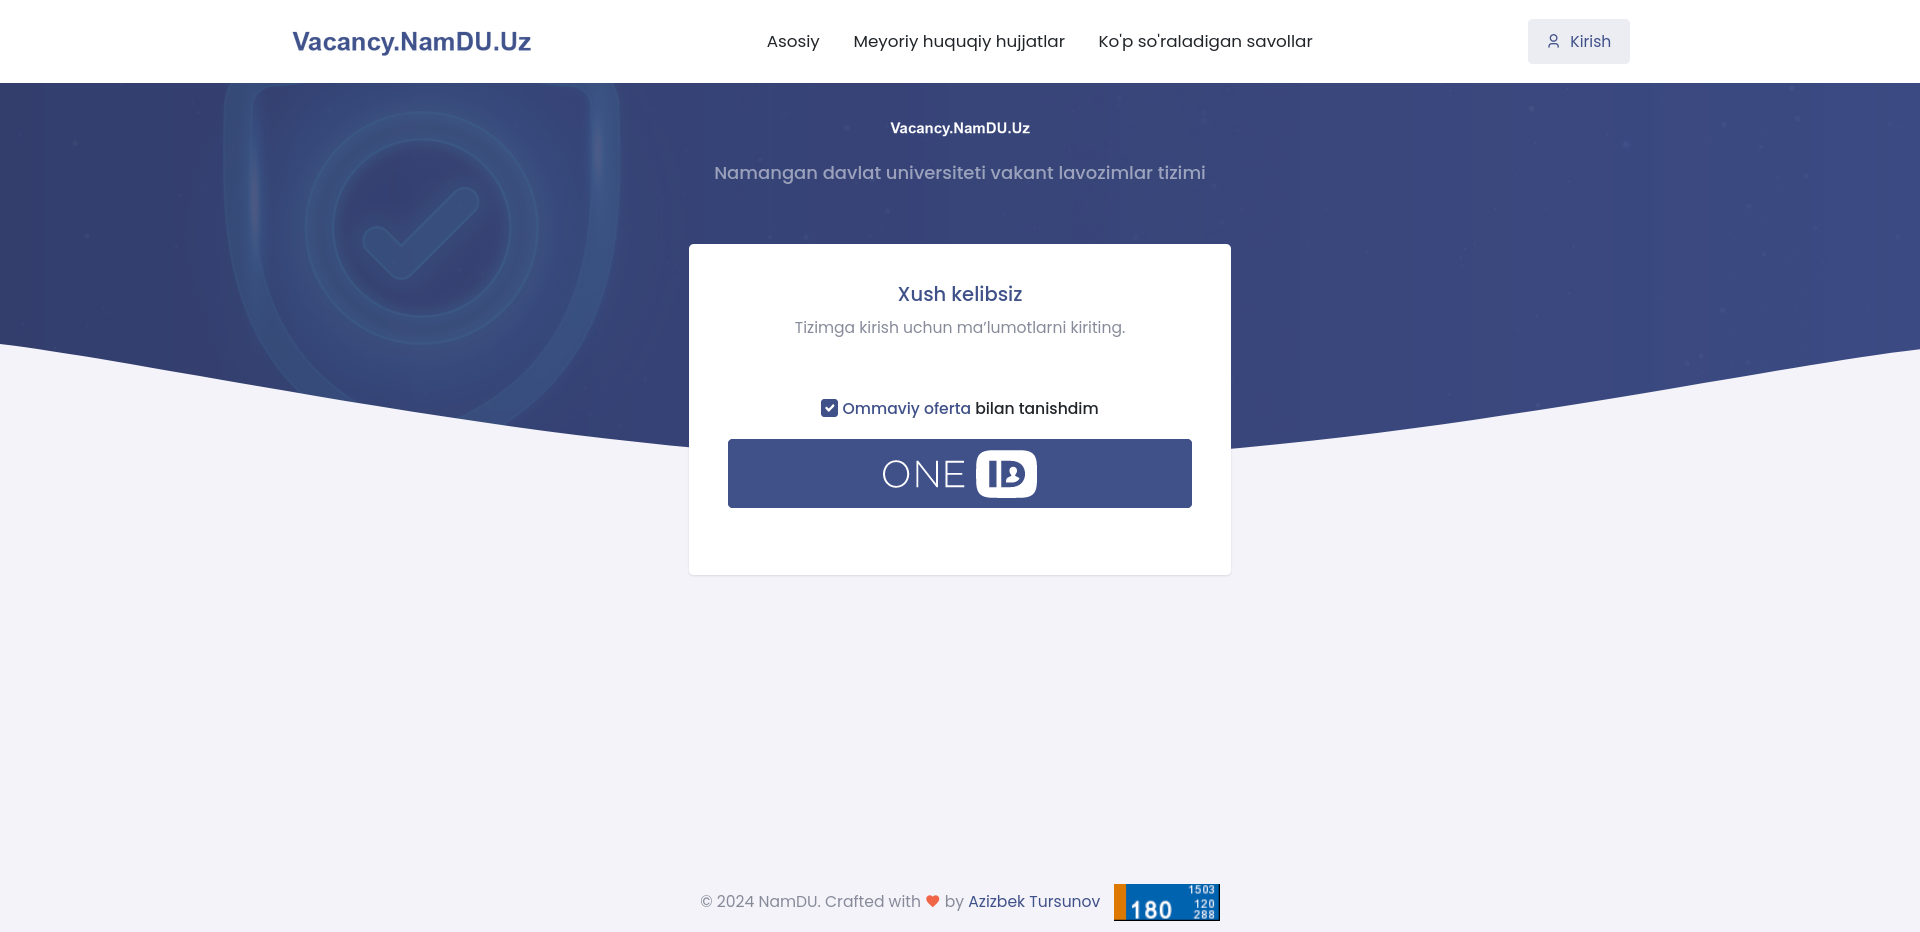 Vacancy.NamDU.Uz
Asosiy
Meyoriy huquqiy hujjatlar
Ko'p so'raladigan savollar
Kirish
Vacancy.NamDU.Uz
Namangan davlat universiteti vakant lavozimlar tizimi
Xush kelibsiz
Tizimga kirish uchun ma’lumotlarni kiriting.
Ommaviy oferta bilan tanishdim
ONE ID
© 2024 NamDU. Crafted with by Azizbek Tursunov
1503
180
120
288